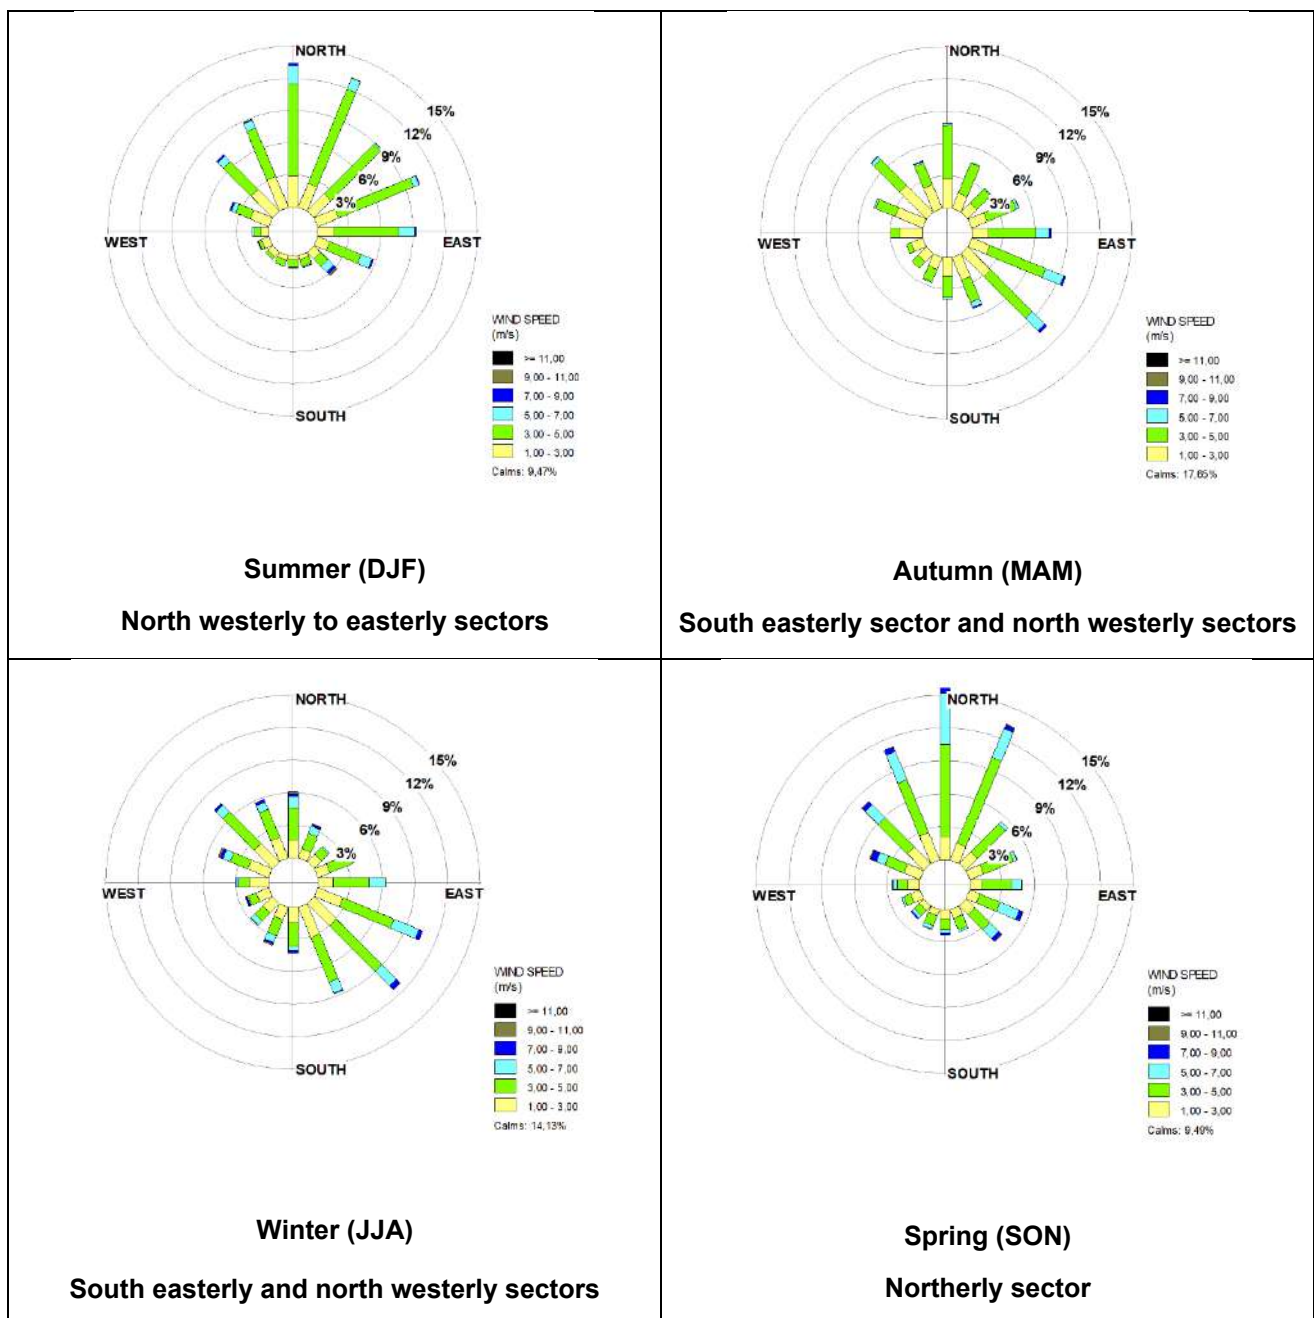 NORTH
15%
12%
9%
6%
3%
WEST
EAST
WIND SPEED
(m/s)
>= 11,00
9,00 - 11,00
7,00 - 9,00
5,00 - 7,00
3,00 - 5,00
1,00 - 3,00
SOUTH
Calms: 9,47%
Summer (DJF)
North westerly to easterly sectors
NORTH
15%
12%
9%
6%
3%
WEST
EAST
WIND SPEED
(m/s)
>= 11,00
9,00 - 11,00
7,00 - 9,00
5,00 - 7,00
3,00 - 5,00
1,00 - 3,00
SOUTH
Calms: 17,65%
Autumn (MAM)
South easterly sector and north westerly sectors
NORTH
15%
12%
9%
6%
3%
WEST
EAST
WIND SPEED
(m/s)
>= 11,00
9,00 - 11,00
7,00 - 9,00
5,00 - 7,00
3,00 - 5,00
1,00 - 3,00
SOUTH
Calms: 14,13%
Winter (JJA)
South easterly and north westerly sectors
NORTH
15%
12%
9%
6%
3%
WEST
EAST
WIND SPEED
(m/s)
>= 11,00
9,00 - 11,00
7,00 - 9,00
5,00 - 7,00
3,00 - 5,00
1,00 - 3,00
SOUTH
Calms: 9,49%
Spring (SON)
Northerly sector